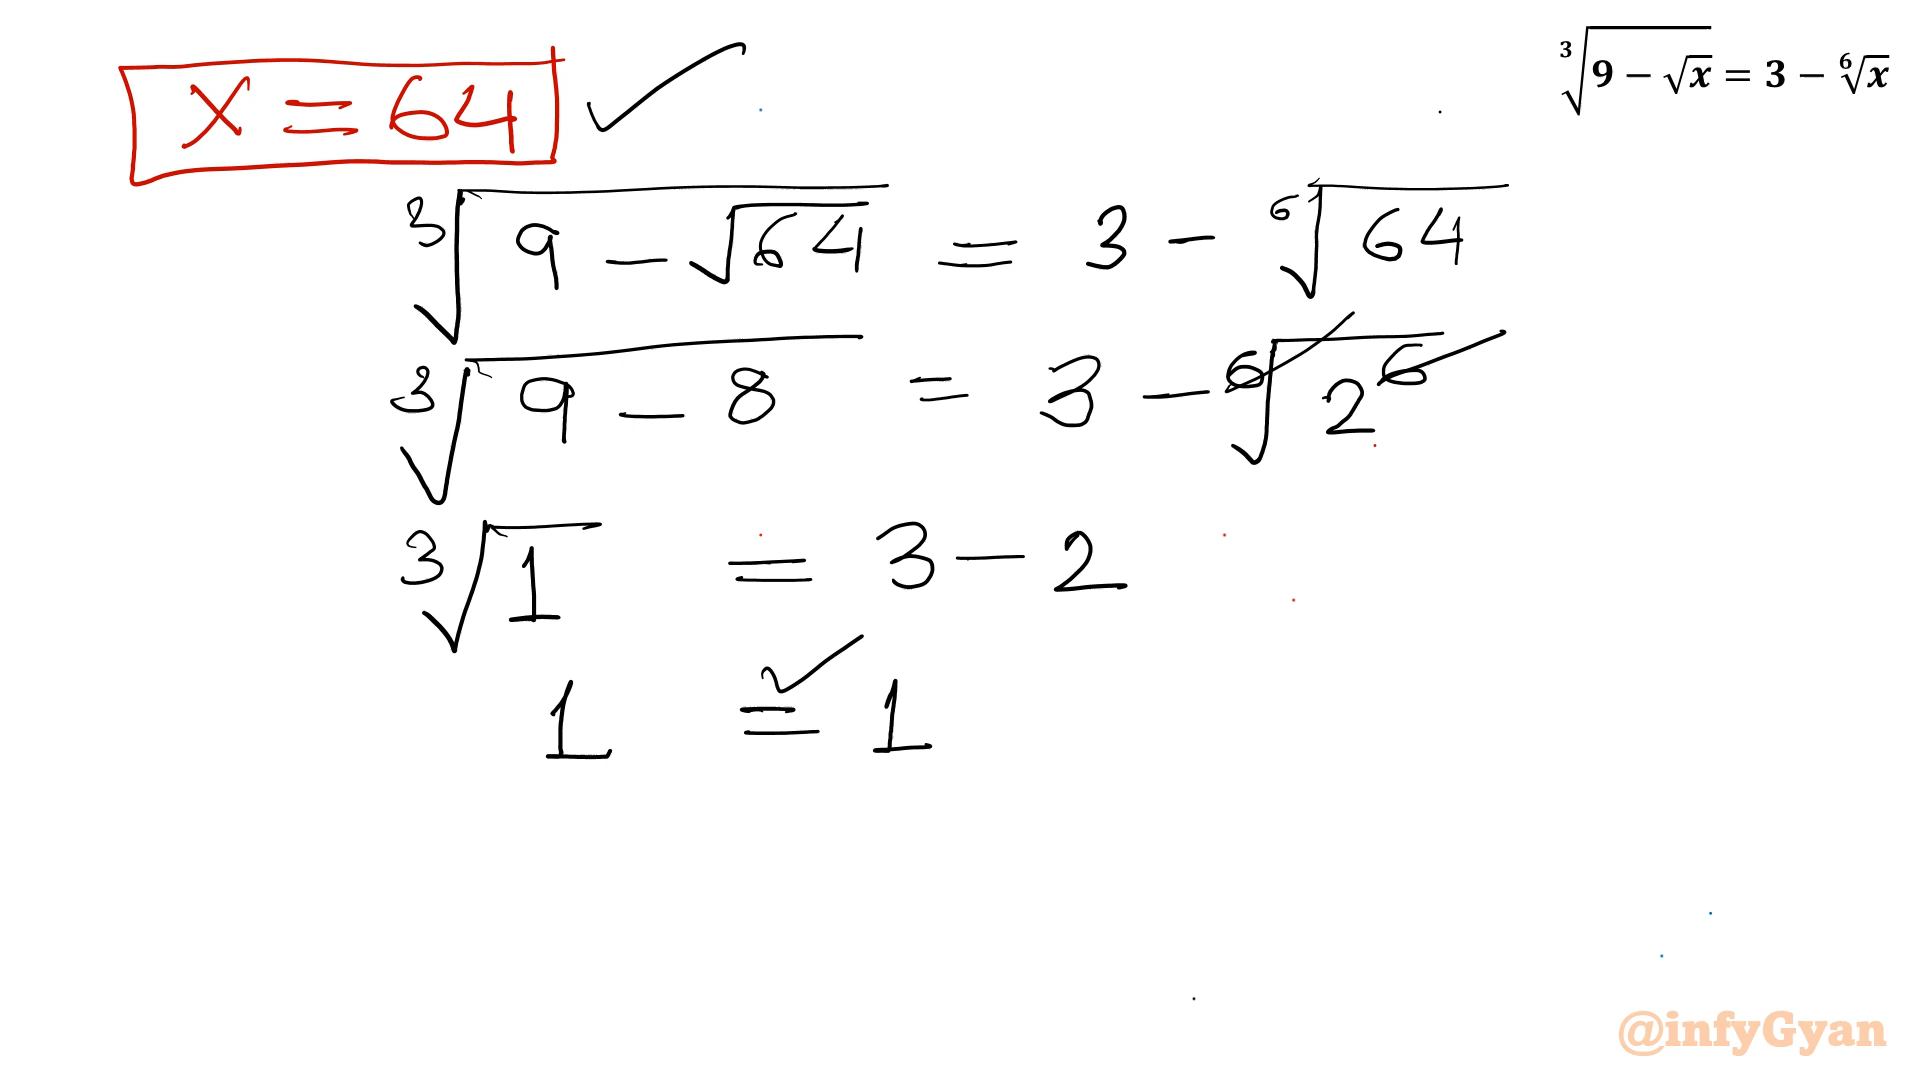 ∛(9 − √x) = 3 − ⁶√x
x = 64 ✓
∛(9 − √64) = 3 − ⁶√64
∛(9 − 8) = 3 − ⁶√2⁶
∛1 = 3 − 2
1 = 1 ✓
@infyGyan